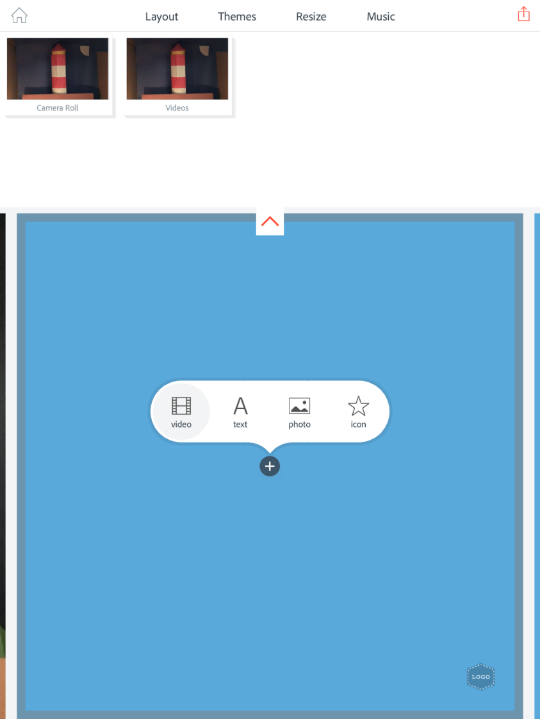 Layout Themes Resize Music
Camera Roll Videos
video text photo icon
LOGO